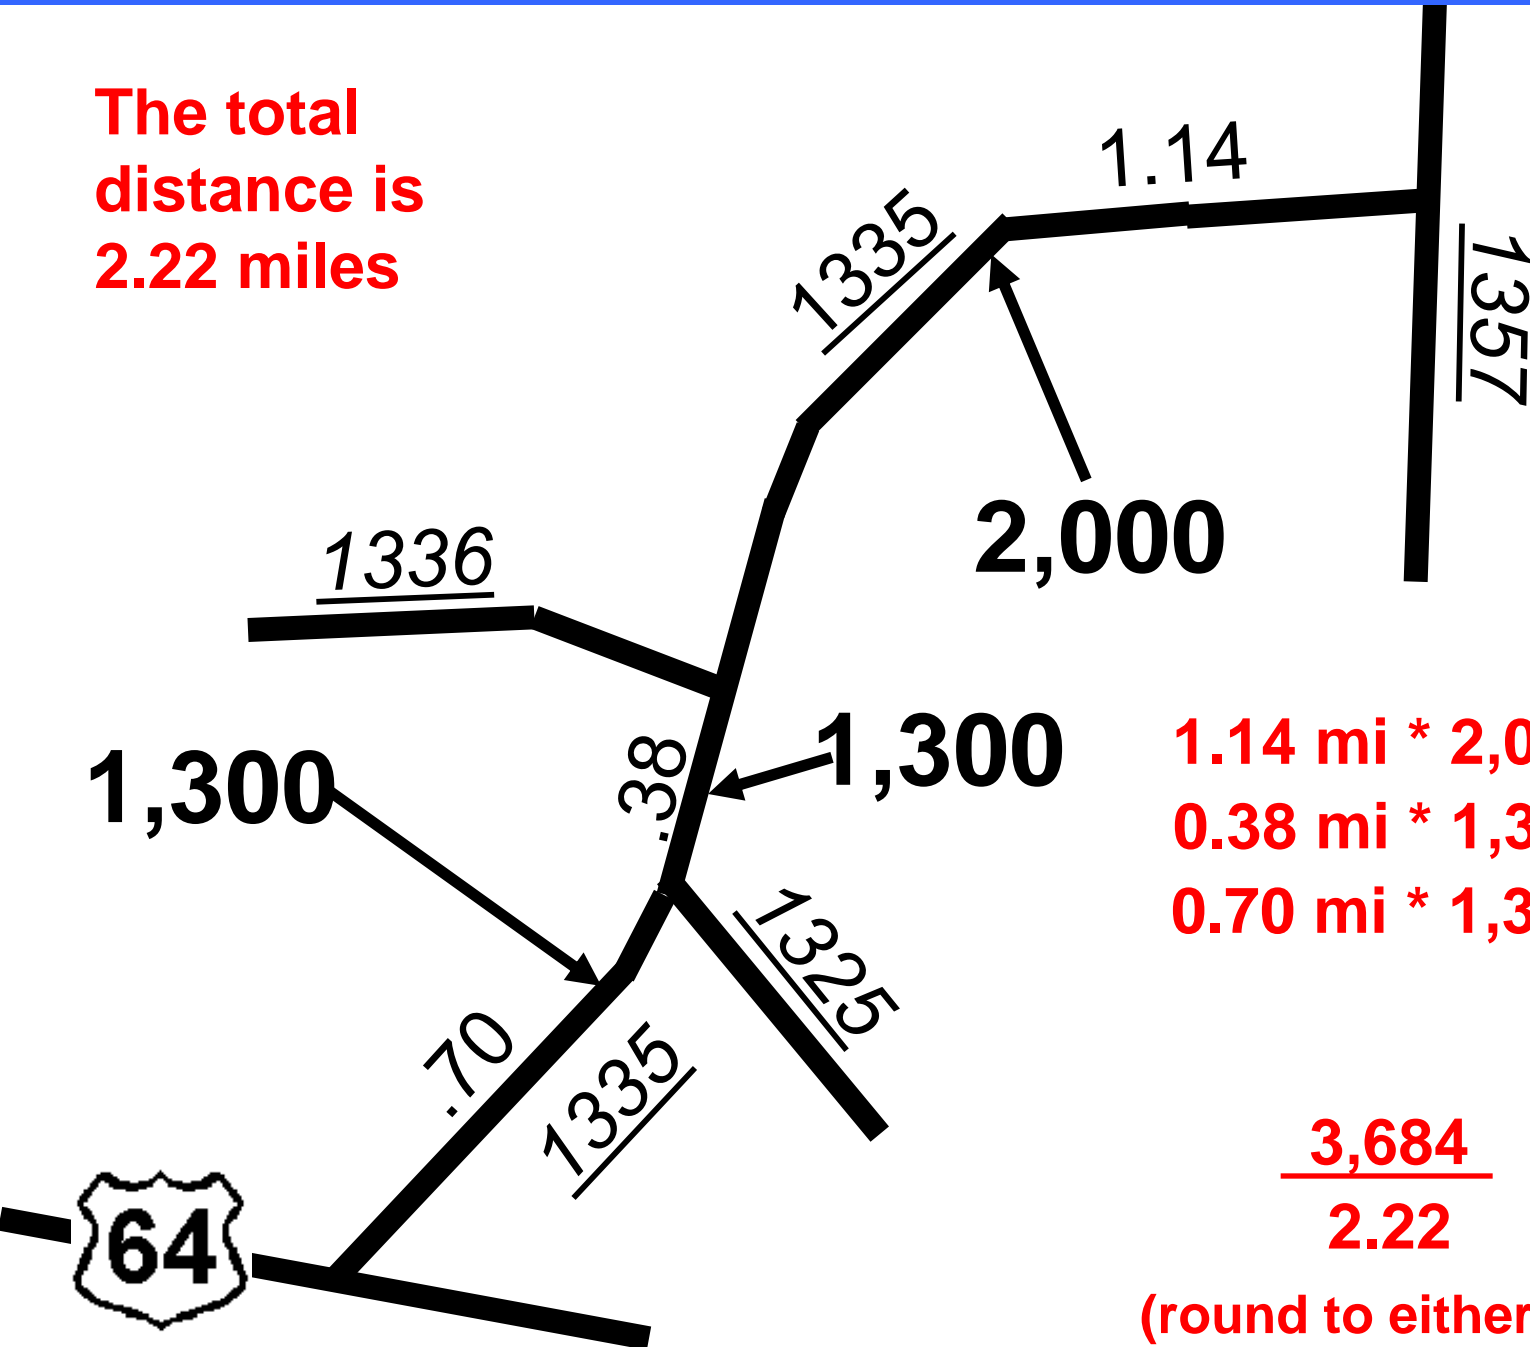 The total
distance is
2.22 miles
1.14
1335
1357
2,000
1336
1,300
1,300
.38
1.14 mi * 2,0
0.38 mi * 1,3
0.70 mi * 1,3
1325
.70
1335
3,684
2.22
64
(round to either